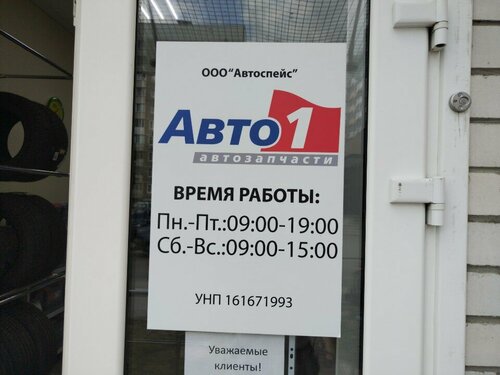 ООО“Автоспейс”
Авто1
автозапчасти
ВРЕМЯ РАБОТЫ:
Пн.-Пт.:09:00-19:00
Сб.-Вс.:09:00-15:00
УНП 161671993
Уважаемые
клиенты!